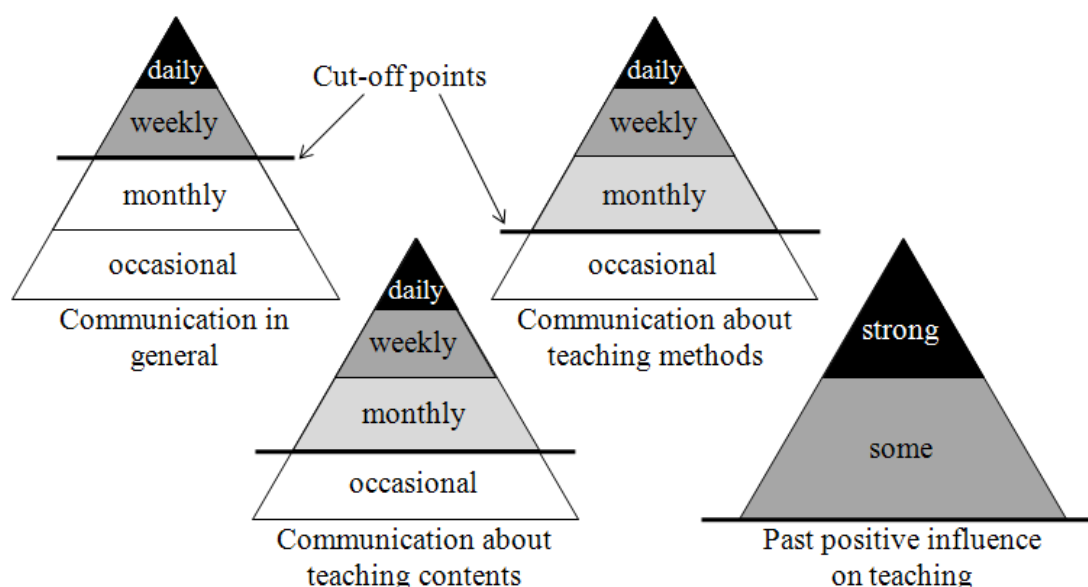 daily
weekly
monthly
occasional
Communication in
general
Cut-off points
daily
weekly
monthly
occasional
Communication about
teaching methods
daily
weekly
monthly
occasional
Communication about
teaching contents
strong
some
Past positive influence
on teaching